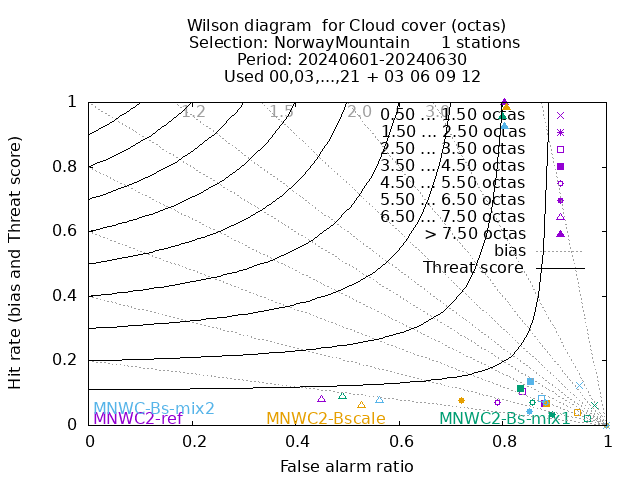 Wilson diagram  for Cloud cover (octas)
Selection: NorwayMountain      1 stations
Period: 20240601-20240630
Used 00,03,...,21 + 03 06 09 12
Hit rate (bias and Threat score)
1
0.8
0.6
0.4
0.2
0
1.2 1.5 2.0 3.0
0.50 ... 1.50 octas
1.50 ... 2.50 octas
2.50 ... 3.50 octas
3.50 ... 4.50 octas
4.50 ... 5.50 octas
5.50 ... 6.50 octas
6.50 ... 7.50 octas
> 7.50 octas
bias
Threat score
MNWC-Bs-mix2
MNWC2-ref MNWC2-Bscale MNWC2-Bs-mix1
0 0.2 0.4 0.6 0.8 1
False alarm ratio